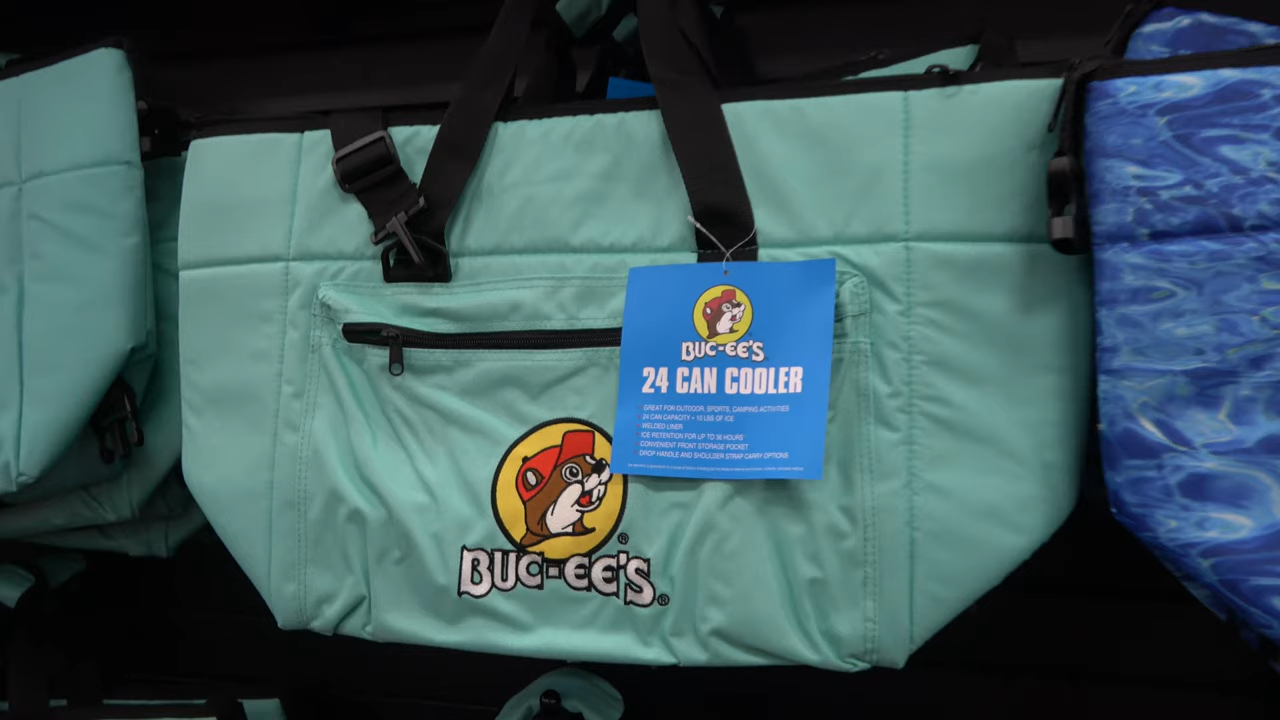 BUC-EE'S
24 CAN COOLER
GREAT FOR OUTDOOR, SPORTS, CAMPING ACTIVITIES
24 CAN CAPACITY + 10 LBS OF ICE
WELDED LINER
ICE RETENTION FOR UP TO 36 HOURS
CONVENIENT FRONT STORAGE POCKET
DROP HANDLE AND SHOULDER STRAP CARRY OPTIONS
BUC-EE'S®